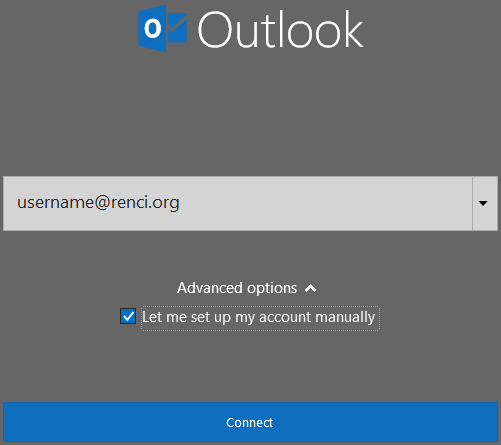 Outlook
username@renci.org
Advanced options
Let me set up my account manually
Connect